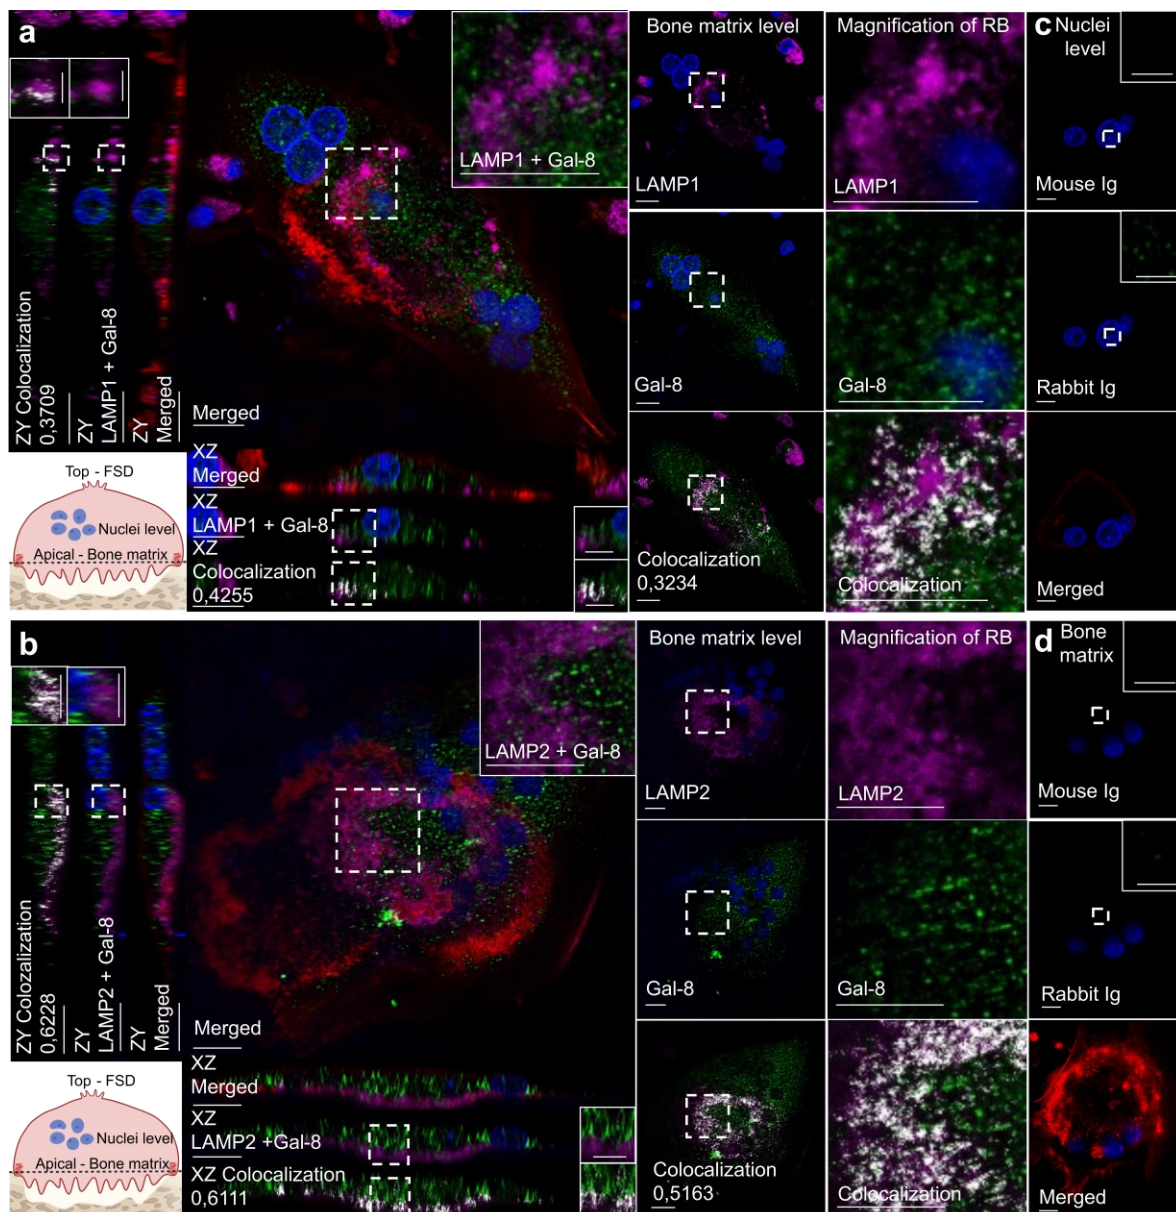 a
LAMP1 + Gal-8
ZY Colocalization
0,3709
ZY
LAMP1 + Gal-8
ZY
Merged
Merged
XZ
Merged
XZ
LAMP1 + Gal-8
XZ
Colocalization
0,4255
Top - FSD
Nuclei level
Apical - Bone matrix
Bone matrix level
Magnification of RB
LAMP1
LAMP1
Gal-8
Gal-8
Colocalization
0,3234
Colocalization
c
Nuclei
level
Mouse Ig
Rabbit Ig
Merged
b
LAMP2 + Gal-8
ZY Colozalization
0,6228
ZY
LAMP2 + Gal-8
ZY
Merged
Merged
XZ
Merged
XZ
LAMP2 +Gal-8
XZ Colocalization
0,6111
Top - FSD
Nuclei level
Apical - Bone matrix
Bone matrix level
Magnification of RB
LAMP2
LAMP2
Gal-8
Gal-8
Colocalization
0,5163
Colocalization
d
Bone
matrix
Mouse Ig
Rabbit Ig
Merged